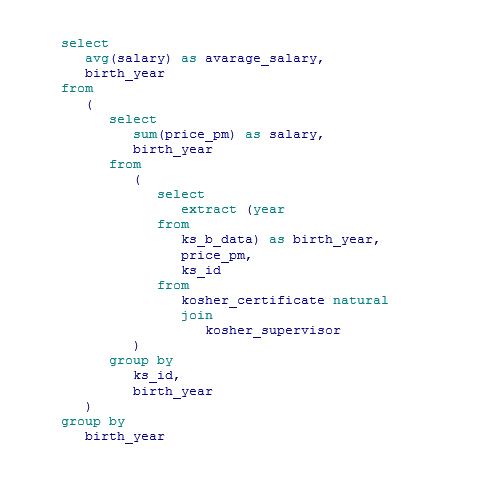 select
avg(salary) as avarage_salary,
birth_year
from
(
select
sum(price_pm) as salary,
birth_year
from
(
select
extract (year
from
ks_b_data) as birth_year,
price_pm,
ks_id
from
kosher_certificate natural
join
kosher_supervisor
)
group by
ks_id,
birth_year
)
group by
birth_year